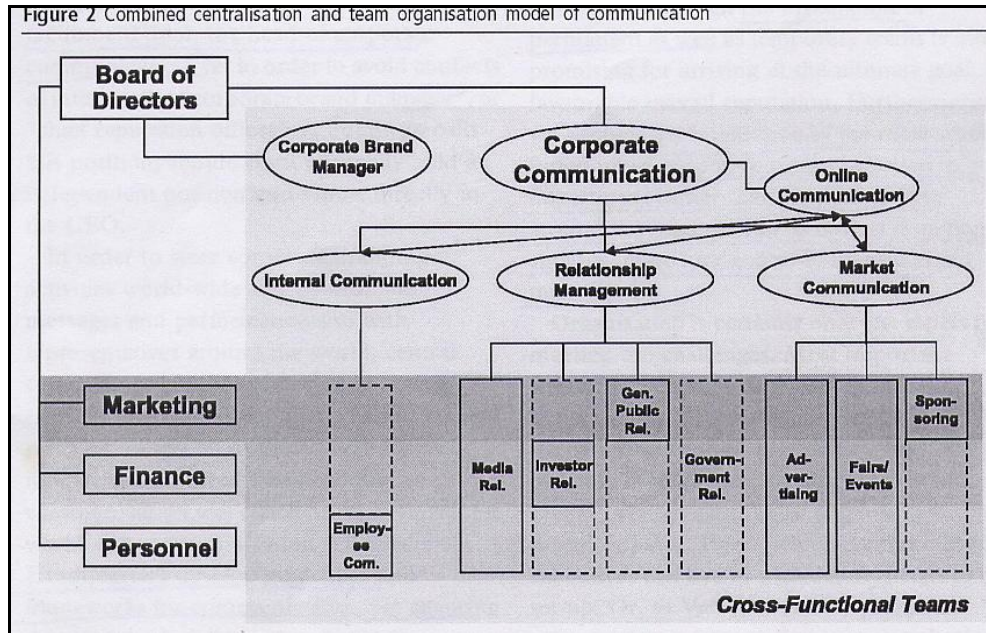 Figure 2 Combined centralisation and team organisation model of communication
Board of
Directors
Corporate Brand
Manager
Corporate
Communication
Online
Communication
Internal Communication
Relationship
Management
Market
Communication
Marketing
Finance
Personnel
Employ-
ee
Com.
Media
Rel.
Investor
Rel.
Gen.
Public
Rel.
Govern-
ment
Rel.
Ad-
ver-
tising
Fairs/
Events
Spon-
soring
Cross-Functional Teams